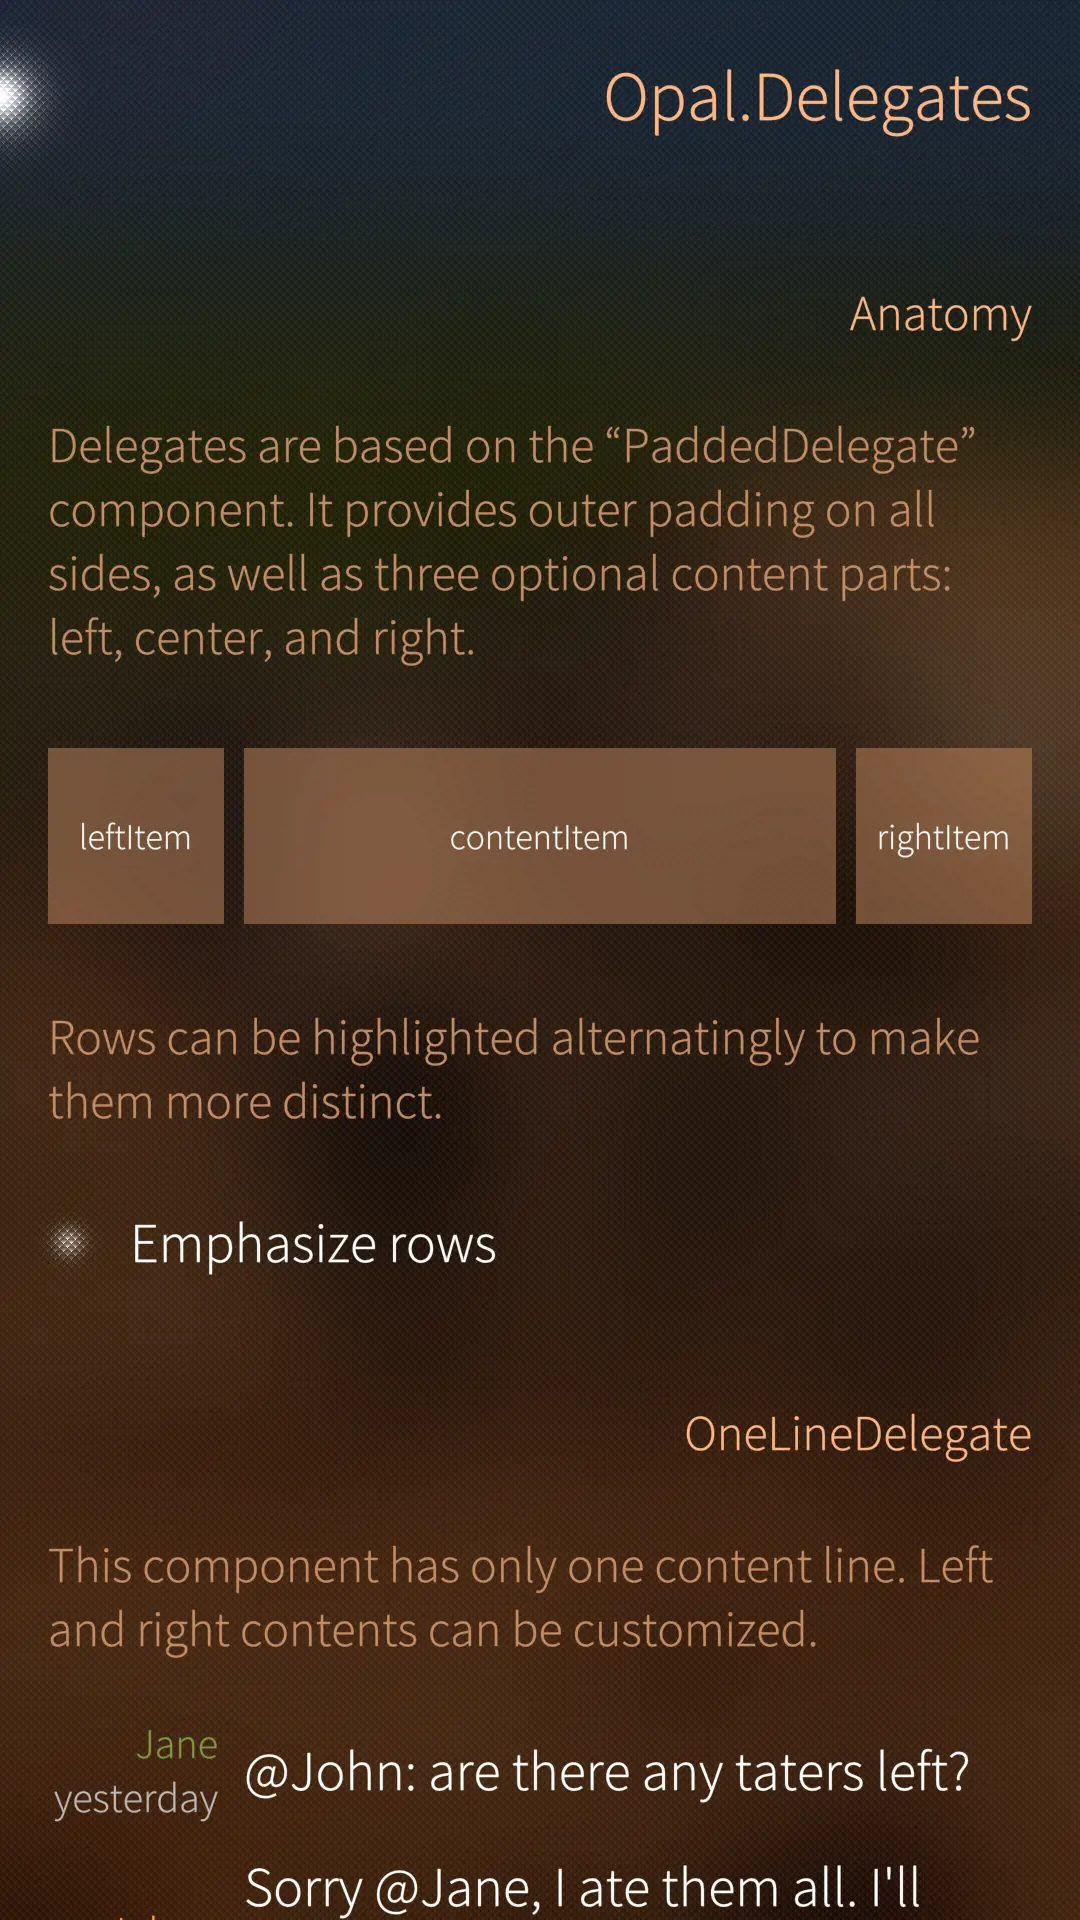 Opal.Delegates
Anatomy
Delegates are based on the “PaddedDelegate”
component. It provides outer padding on all
sides, as well as three optional content parts:
left, center, and right.
leftItem contentItem rightItem
Rows can be highlighted alternatingly to make
them more distinct.
Emphasize rows
OneLineDelegate
This component has only one content line. Left
and right contents can be customized.
Jane
yesterday
@John: are there any taters left?
Sorry @Jane, I ate them all. I'll